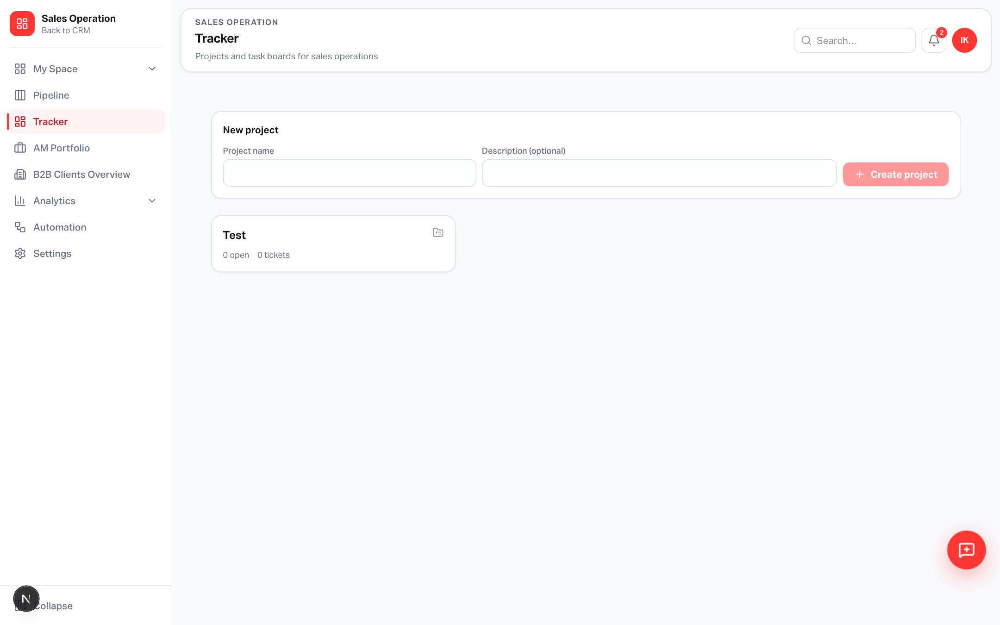 Sales Operation
Back to CRM
My Space
Pipeline
Tracker
AM Portfolio
B2B Clients Overview
Analytics
Automation
Settings
N
Collapse
SALES OPERATION
Tracker
Projects and task boards for sales operations
Search...
2
IK
New project
Project name
Description (optional)
Create project
Test
0 open 0 tickets